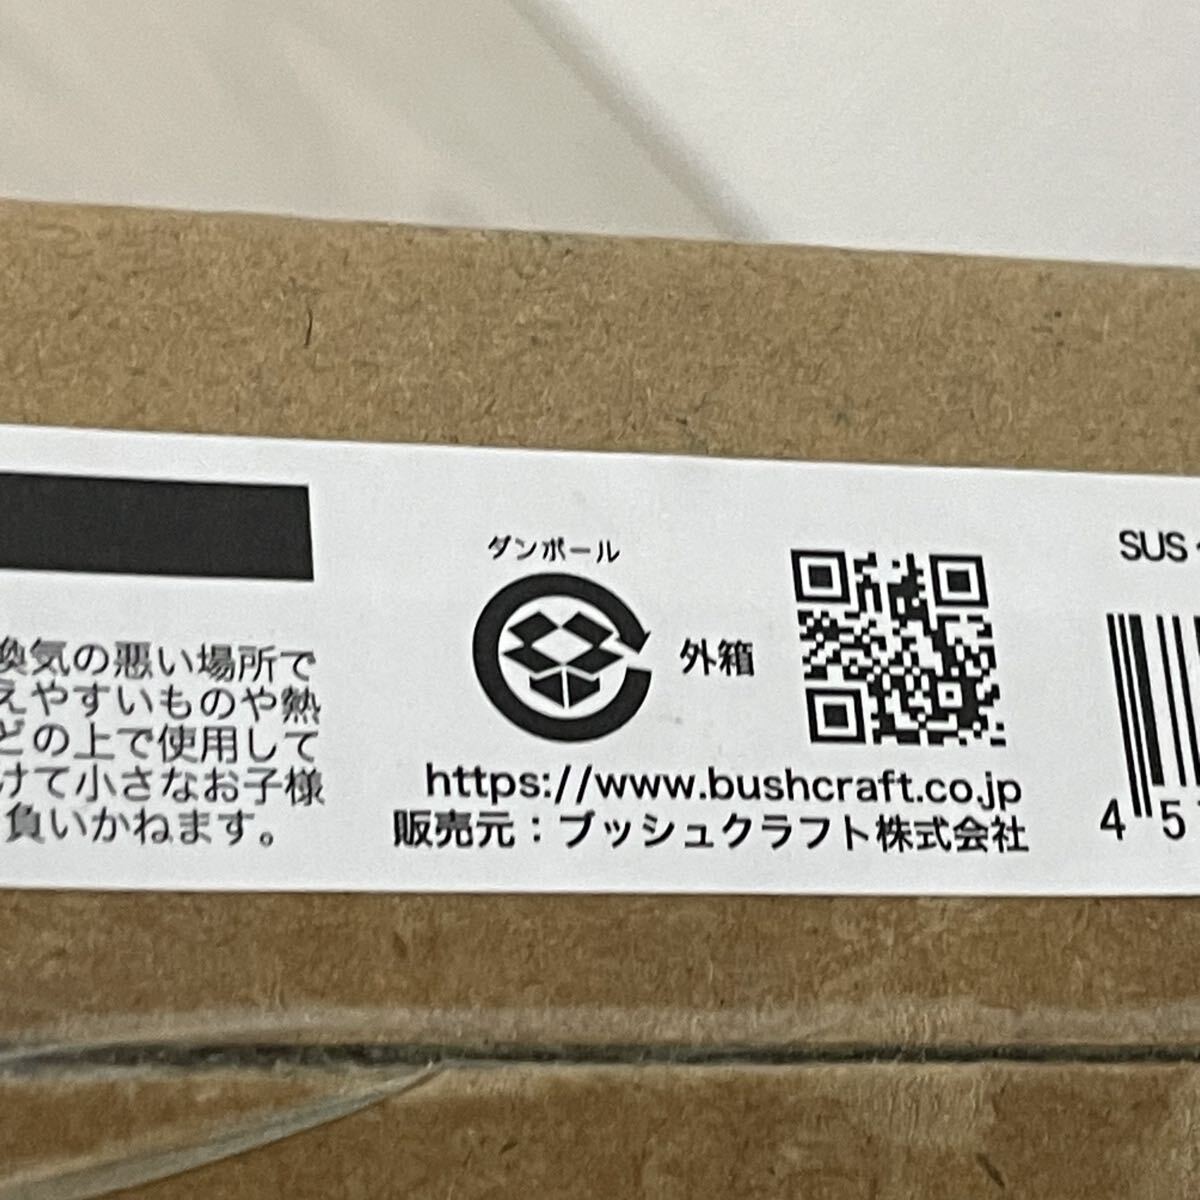 換気の悪い場所で
えやすいものや熱
どの上で使用して
けて小さなお子様
負いかねます。
ダンボール
外箱
https://www.bushcraft.co.jp
販売元：ブッシュクラフト株式会社
SUS
4 5